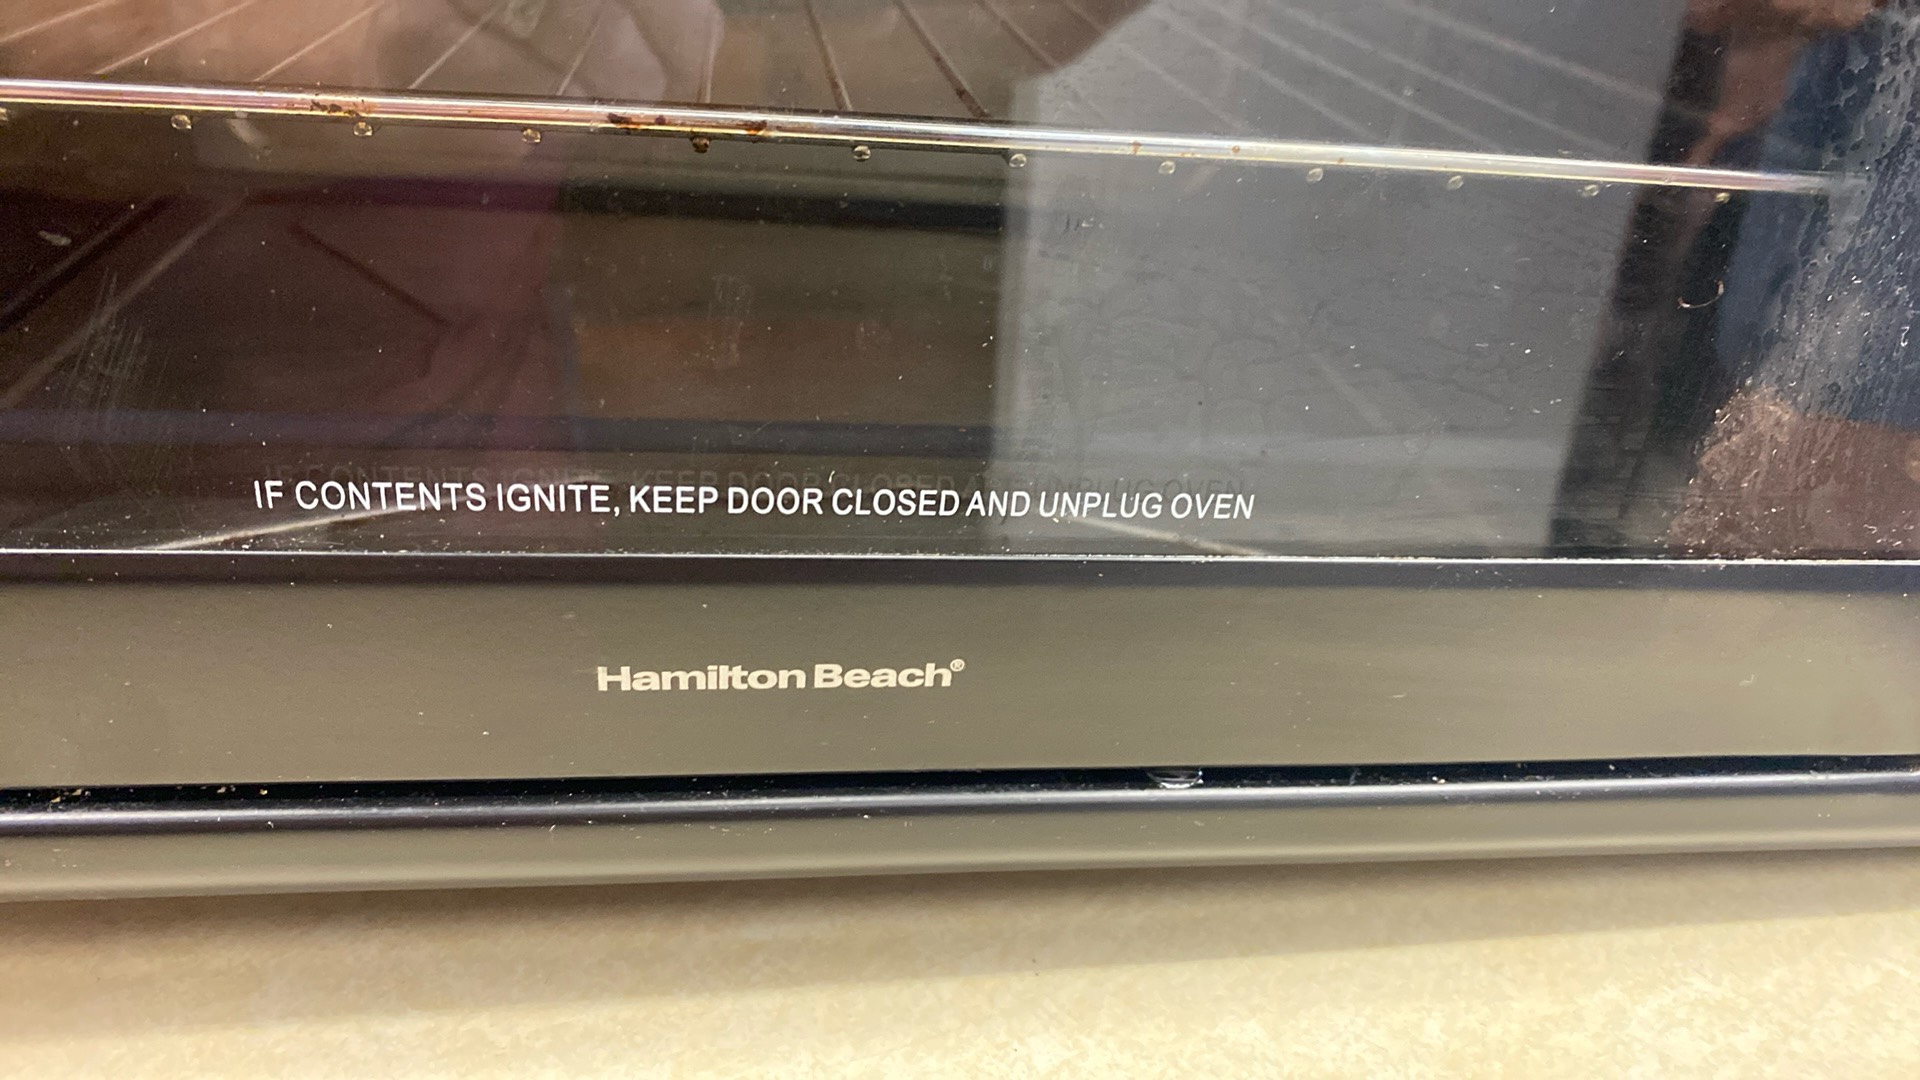 IF CONTENTS IGNITE, KEEP DOOR CLOSED AND UNPLUG OVEN
Hamilton Beach®